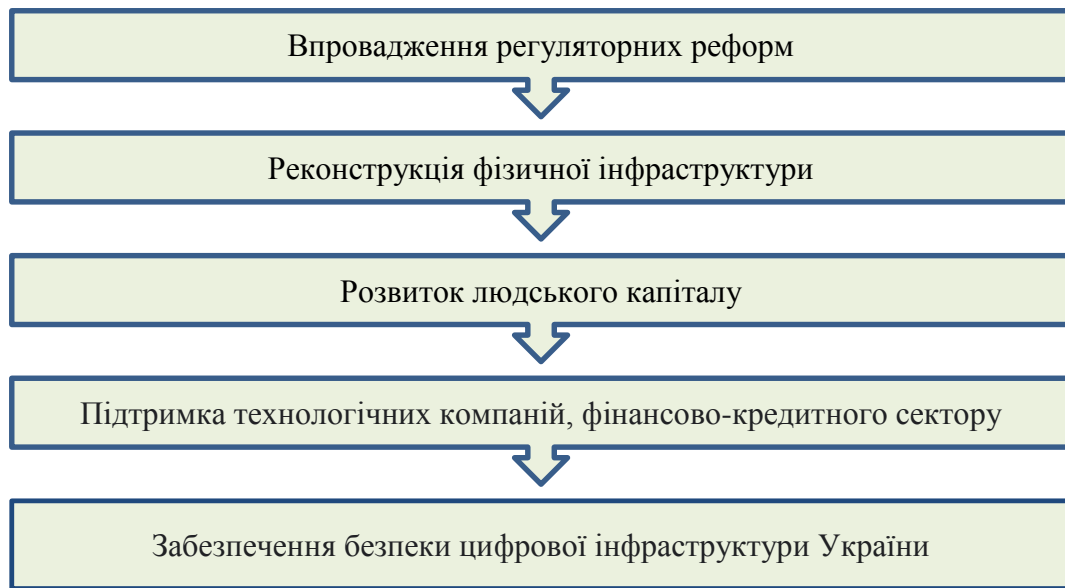 Впровадження регуляторних реформ
Реконструкція фізичної інфраструктури
Розвиток людського капіталу
Підтримка технологічних компаній, фінансово-кредитного сектору
Забезпечення безпеки цифрової інфраструктури України